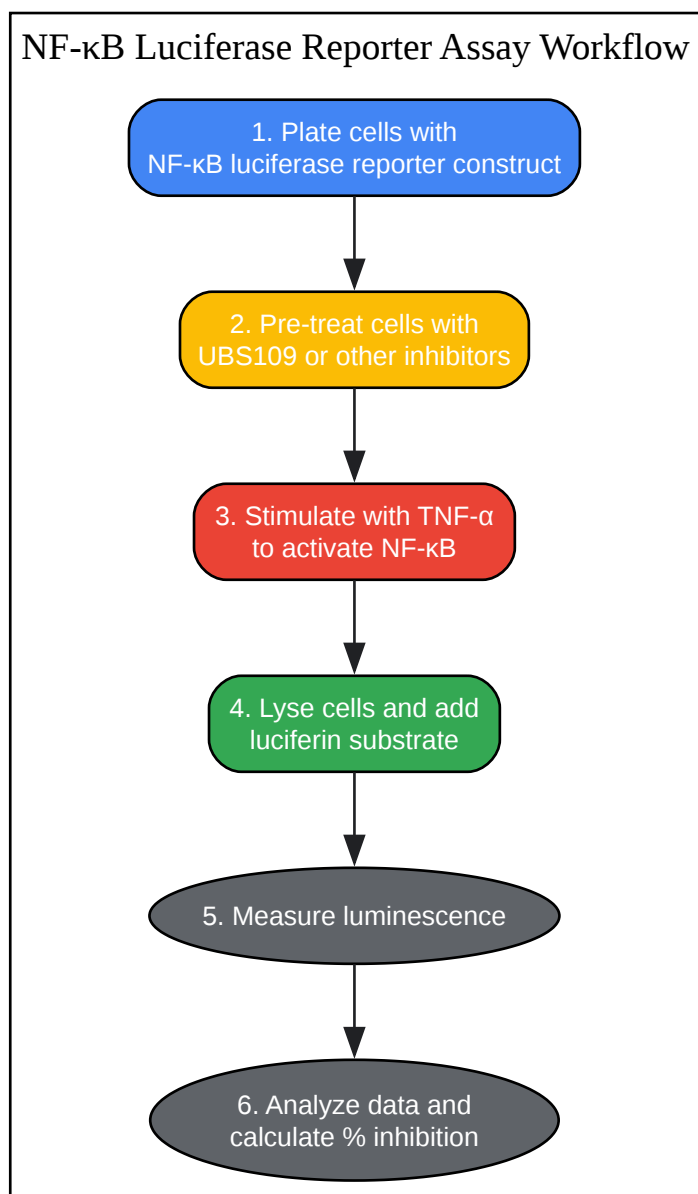 NF-κB Luciferase Reporter Assay Workflow
1. Plate cells with
NF-κB luciferase reporter construct
2. Pre-treat cells with
UBS109 or other inhibitors
3. Stimulate with TNF-α
to activate NF-κB
4. Lyse cells and add
luciferin substrate
5. Measure luminescence
6. Analyze data and
calculate % inhibition